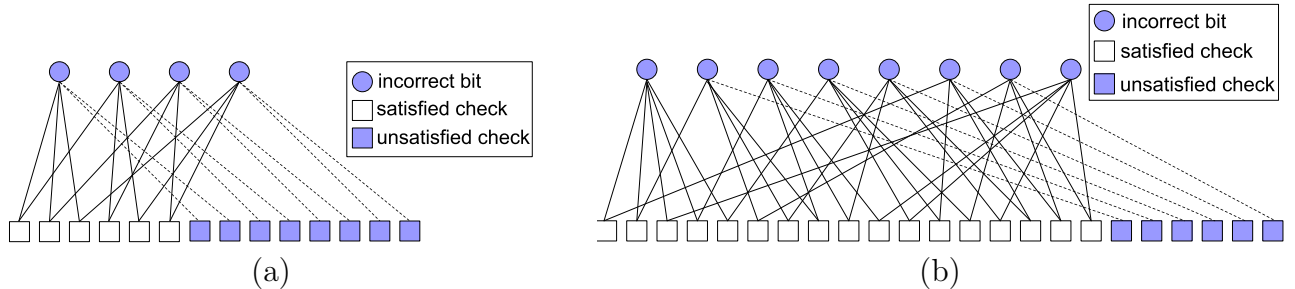 incorrect bit
satisfied check
unsatisfied check
(a)
incorrect bit
satisfied check
unsatisfied check
(b)